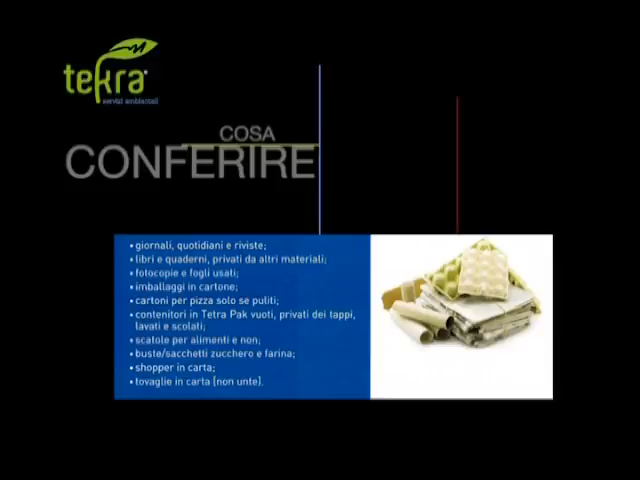 tekra
servizi ambientali
COSA
CONFERIRE
• giornali, quotidiani e riviste;
• libri e quaderni, privati da altri materiali;
• fotocopie e fogli usati;
• imballaggi in cartone;
• cartoni per pizza solo se puliti;
• contenitori in Tetra Pak vuoti, privati dei tappi,
lavati e scolati;
• scatole per alimenti e non;
• buste/sacchetti zucchero e farina;
• shopper in carta;
• tovaglie in carta (non unte).